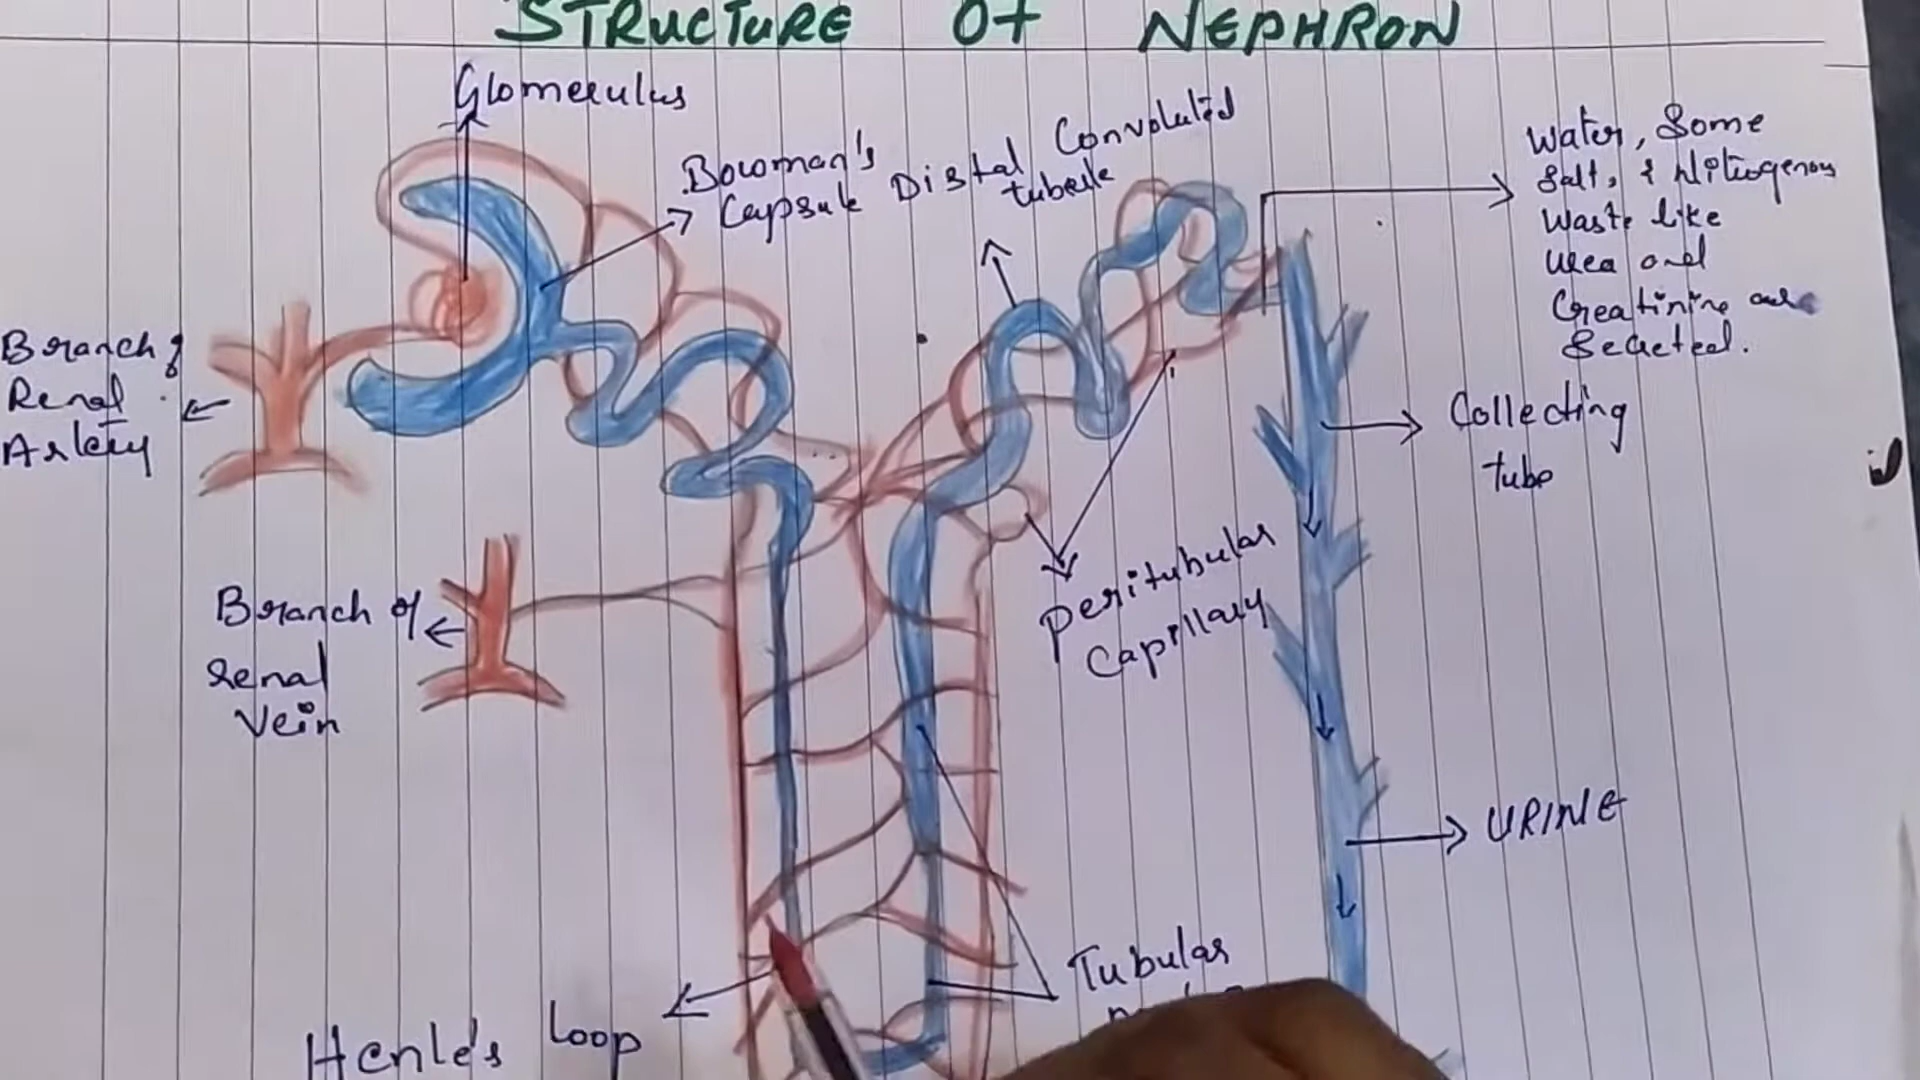 STRUCTURE OF NEPHRON
Glomerulus
Bowman's
Capsule
Distal Convoluted
tubule
Water, Some
Salt, & Nitrogenous
Waste like
Urea and
Creatinine are
Secreted.
Branch of
Renal
Artery
Collecting
tube
Peritubular
Capillary
Branch of
renal
Vein
URINE
Tubular
Henle's loop